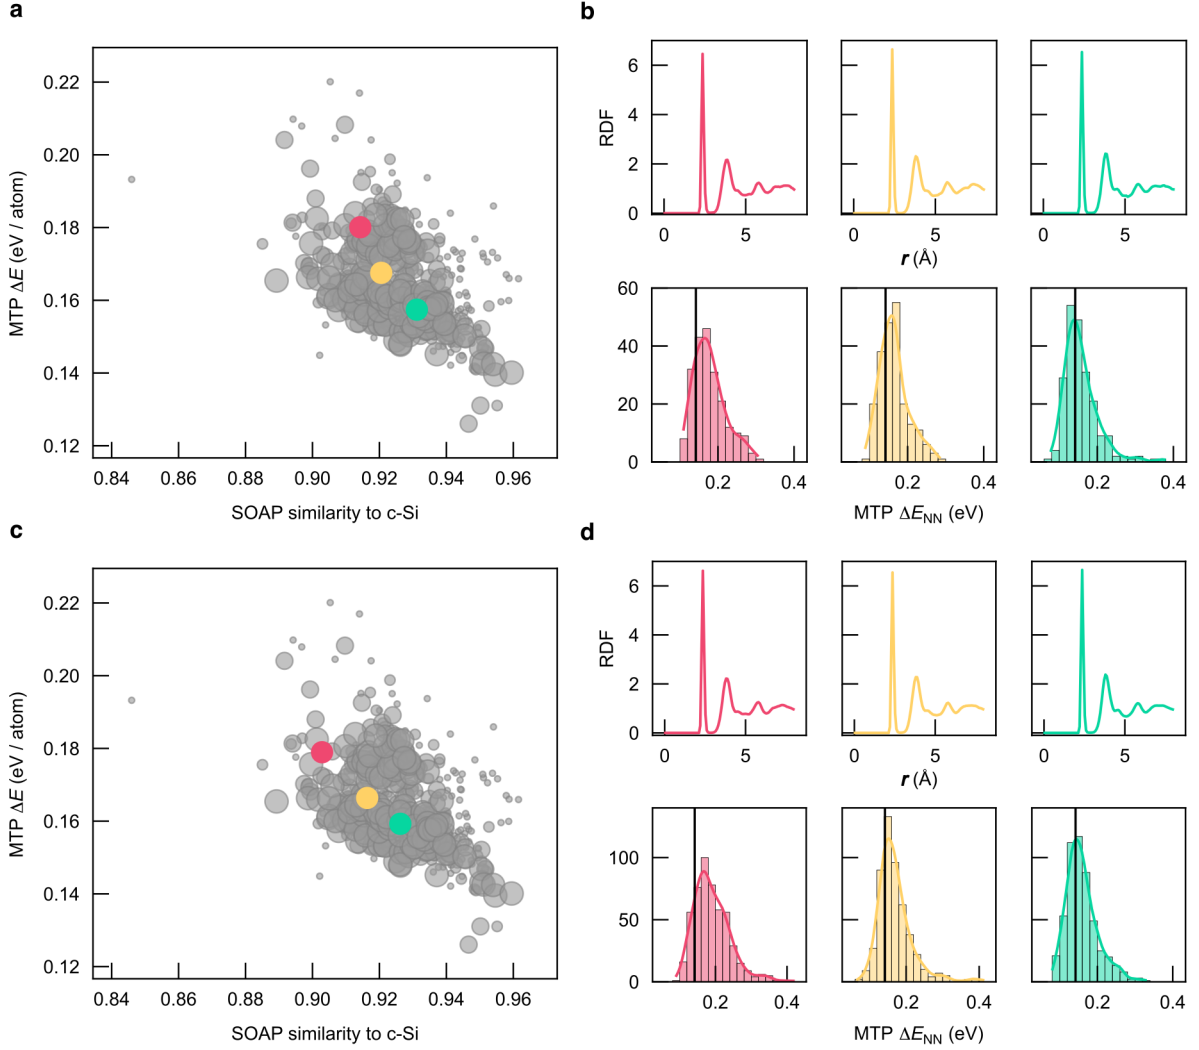 a
MTP ΔE (eV / atom)
0.22
0.20
0.18
0.16
0.14
0.12
0.84 0.86 0.88 0.90 0.92 0.94 0.96
SOAP similarity to c-Si
b
RDF
6
4
2
0
0 5 0 5 0 5
r (Å)
60
40
20
0
0.2 0.4 0.2 0.4 0.2 0.4
MTP ΔE_NN (eV)
c
MTP ΔE (eV / atom)
0.22
0.20
0.18
0.16
0.14
0.12
0.84 0.86 0.88 0.90 0.92 0.94 0.96
SOAP similarity to c-Si
d
RDF
6
4
2
0
0 5 0 5 0 5
r (Å)
100
50
0
0.2 0.4 0.2 0.4 0.2 0.4
MTP ΔE_NN (eV)